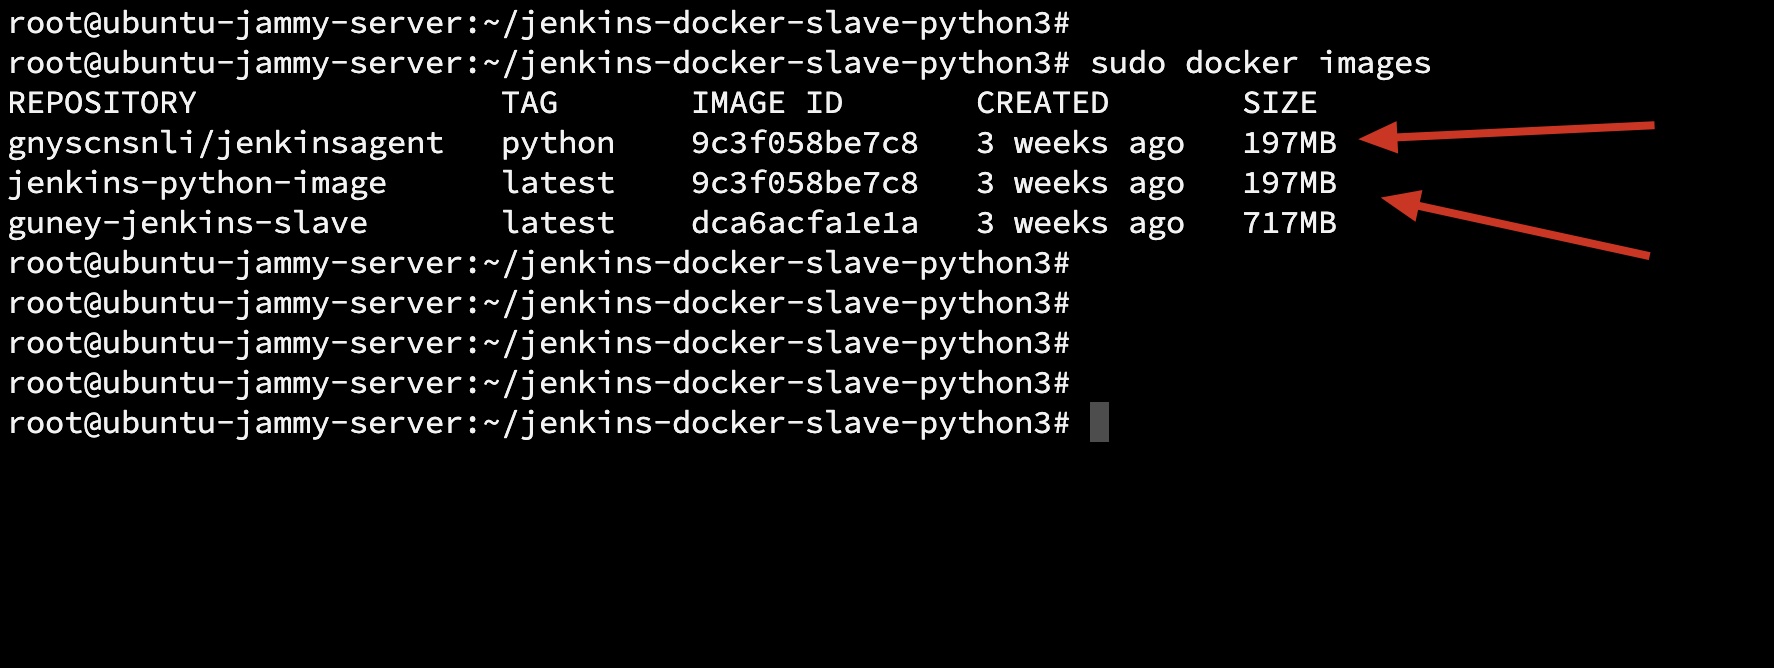 root@ubuntu-jammy-server:~/jenkins-docker-slave-python3#
root@ubuntu-jammy-server:~/jenkins-docker-slave-python3# sudo docker images
REPOSITORY                TAG       IMAGE ID       CREATED       SIZE
gnyscnsnli/jenkinsagent   python    9c3f058be7c8   3 weeks ago   197MB
jenkins-python-image      latest    9c3f058be7c8   3 weeks ago   197MB
guney-jenkins-slave       latest    dca6acfa1e1a   3 weeks ago   717MB
root@ubuntu-jammy-server:~/jenkins-docker-slave-python3#
root@ubuntu-jammy-server:~/jenkins-docker-slave-python3#
root@ubuntu-jammy-server:~/jenkins-docker-slave-python3#
root@ubuntu-jammy-server:~/jenkins-docker-slave-python3#
root@ubuntu-jammy-server:~/jenkins-docker-slave-python3#